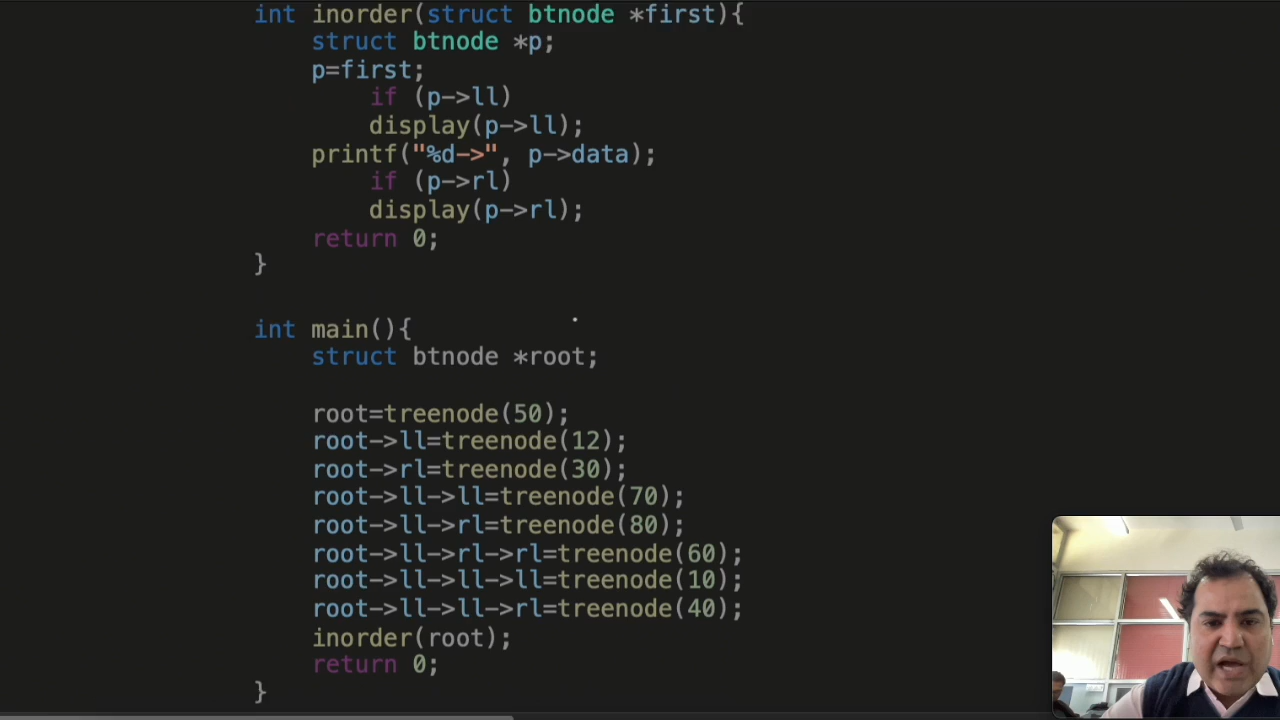 int inorder(struct btnode *first){
struct btnode *p;
p=first;
if (p->ll)
display(p->ll);
printf("%d->", p->data);
if (p->rl)
display(p->rl);
return 0;
}
int main(){
struct btnode *root;
root=treenode(50);
root->ll=treenode(12);
root->rl=treenode(30);
root->ll->ll=treenode(70);
root->ll->rl=treenode(80);
root->ll->rl->rl=treenode(60);
root->ll->ll->ll=treenode(10);
root->ll->ll->rl=treenode(40);
inorder(root);
return 0;
}